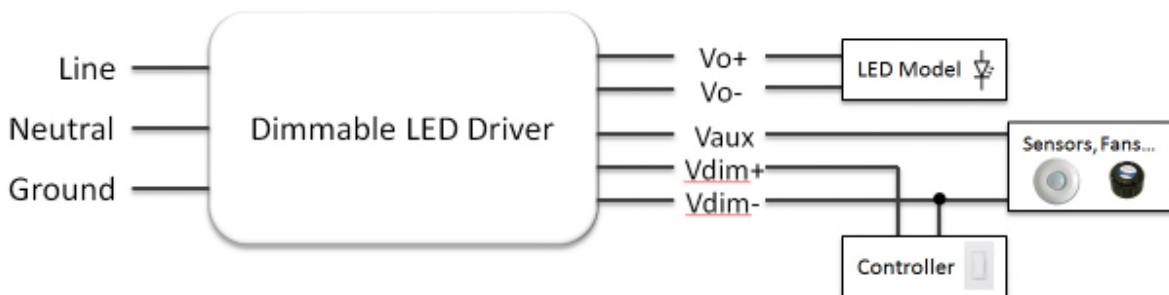 Line
Neutral
Ground
Dimmable LED Driver
Vo+
Vo-
Vaux
Vdim+
Vdim-
LED Model
Sensors, Fans...
Controller